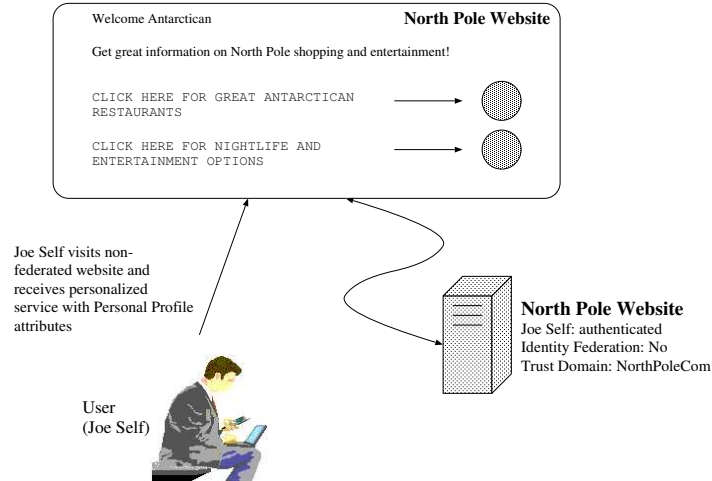 Welcome Antarctican
North Pole Website
Get great information on North Pole shopping and entertainment!
CLICK HERE FOR GREAT ANTARCTICAN
RESTAURANTS
CLICK HERE FOR NIGHTLIFE AND
ENTERTAINMENT OPTIONS
Joe Self visits non-
federated website and
receives personalized
service with Personal Profile
attributes
North Pole Website
Joe Self: authenticated
Identity Federation: No
Trust Domain: NorthPoleCom
User
(Joe Self)